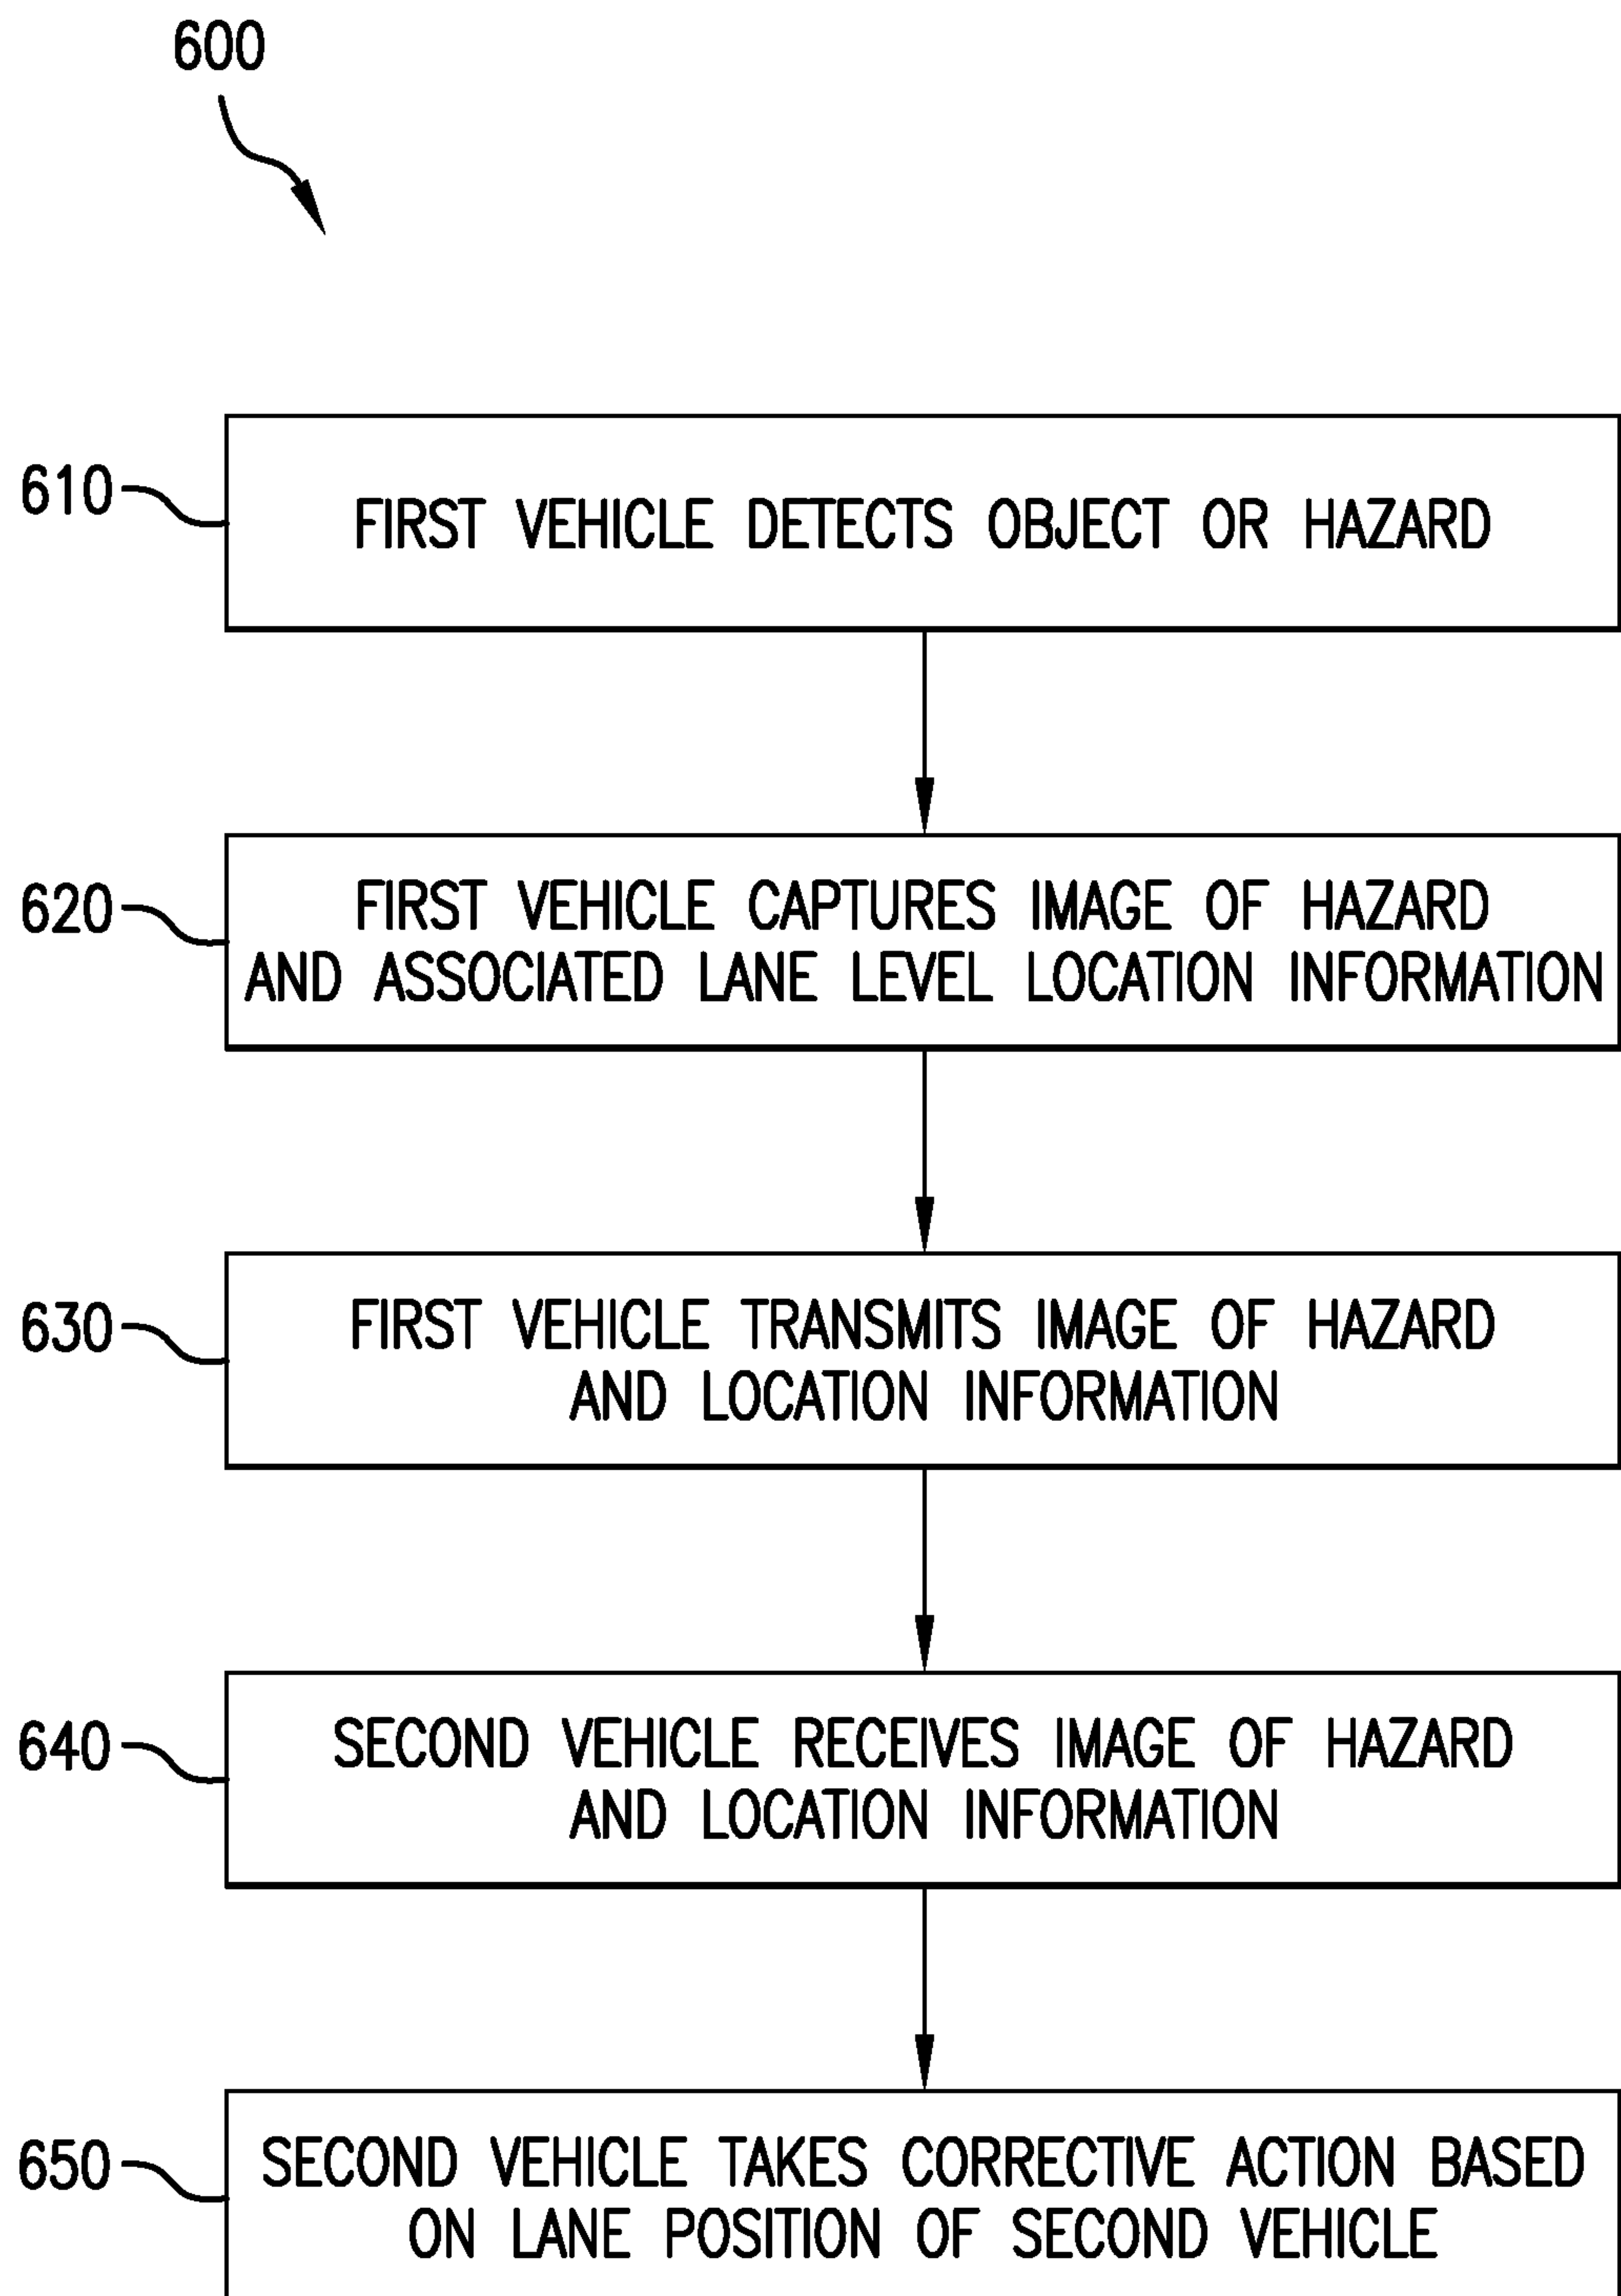 600
610
FIRST VEHICLE DETECTS OBJECT OR HAZARD
620
FIRST VEHICLE CAPTURES IMAGE OF HAZARD
AND ASSOCIATED LANE LEVEL LOCATION INFORMATION
630
FIRST VEHICLE TRANSMITS IMAGE OF HAZARD
AND LOCATION INFORMATION
640
SECOND VEHICLE RECEIVES IMAGE OF HAZARD
AND LOCATION INFORMATION
650
SECOND VEHICLE TAKES CORRECTIVE ACTION BASED
ON LANE POSITION OF SECOND VEHICLE